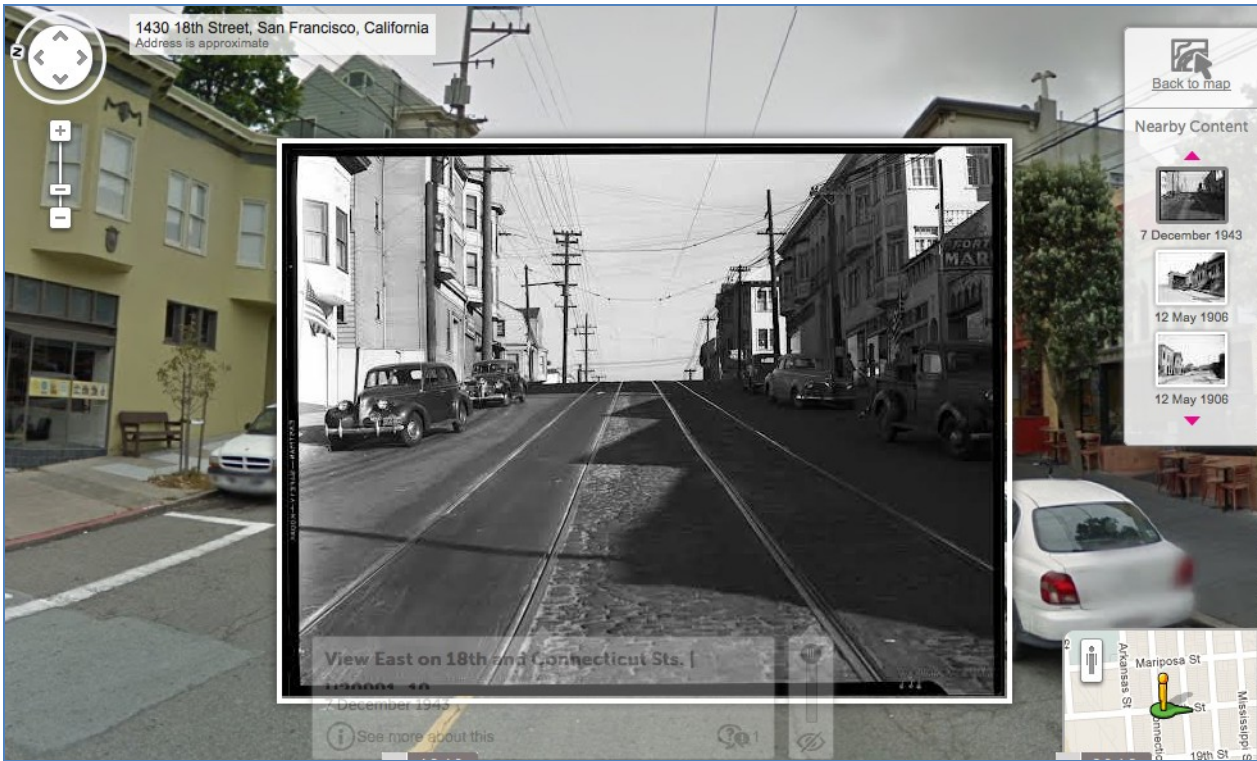 1430 18th Street, San Francisco, California
Address is approximate
N
Back to map
Nearby Content
7 December 1943
12 May 1906
12 May 1906
FORT
MAR
View East on 18th and Connecticut Sts. [
7 December 1943
See more about this
1
Arkansas St
Mariposa St
St
Connectic
Mississippi S
19th St